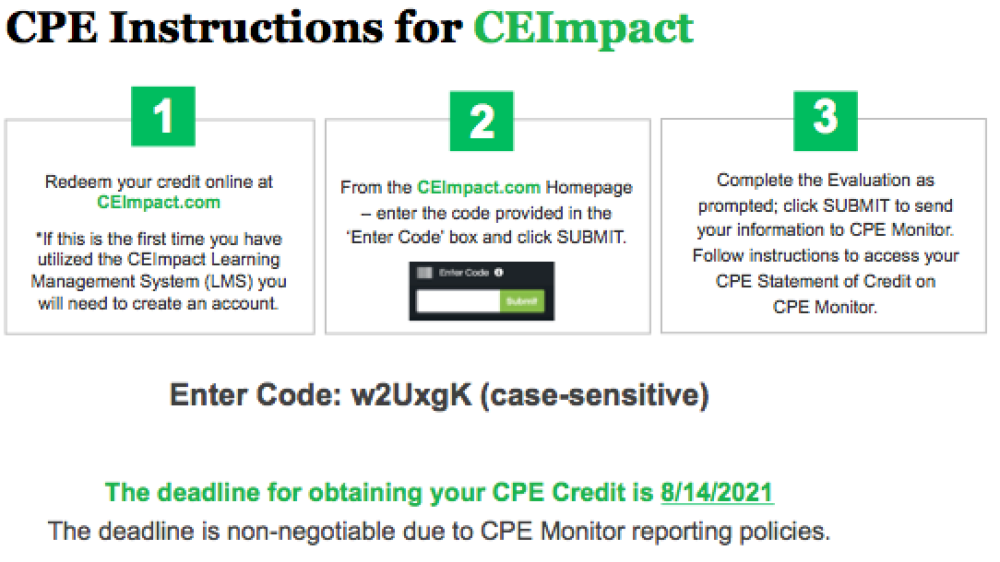 CPE Instructions for CEImpact
1
Redeem your credit online at
CEImpact.com
*If this is the first time you have
utilized the CEImpact Learning
Management System (LMS) you
will need to create an account.
2
From the CEImpact.com Homepage
– enter the code provided in the
'Enter Code' box and click SUBMIT.
Enter Code
Submit
3
Complete the Evaluation as
prompted; click SUBMIT to send
your information to CPE Monitor.
Follow instructions to access your
CPE Statement of Credit on
CPE Monitor.
Enter Code: w2UxgK (case-sensitive)
The deadline for obtaining your CPE Credit is 8/14/2021
The deadline is non-negotiable due to CPE Monitor reporting policies.